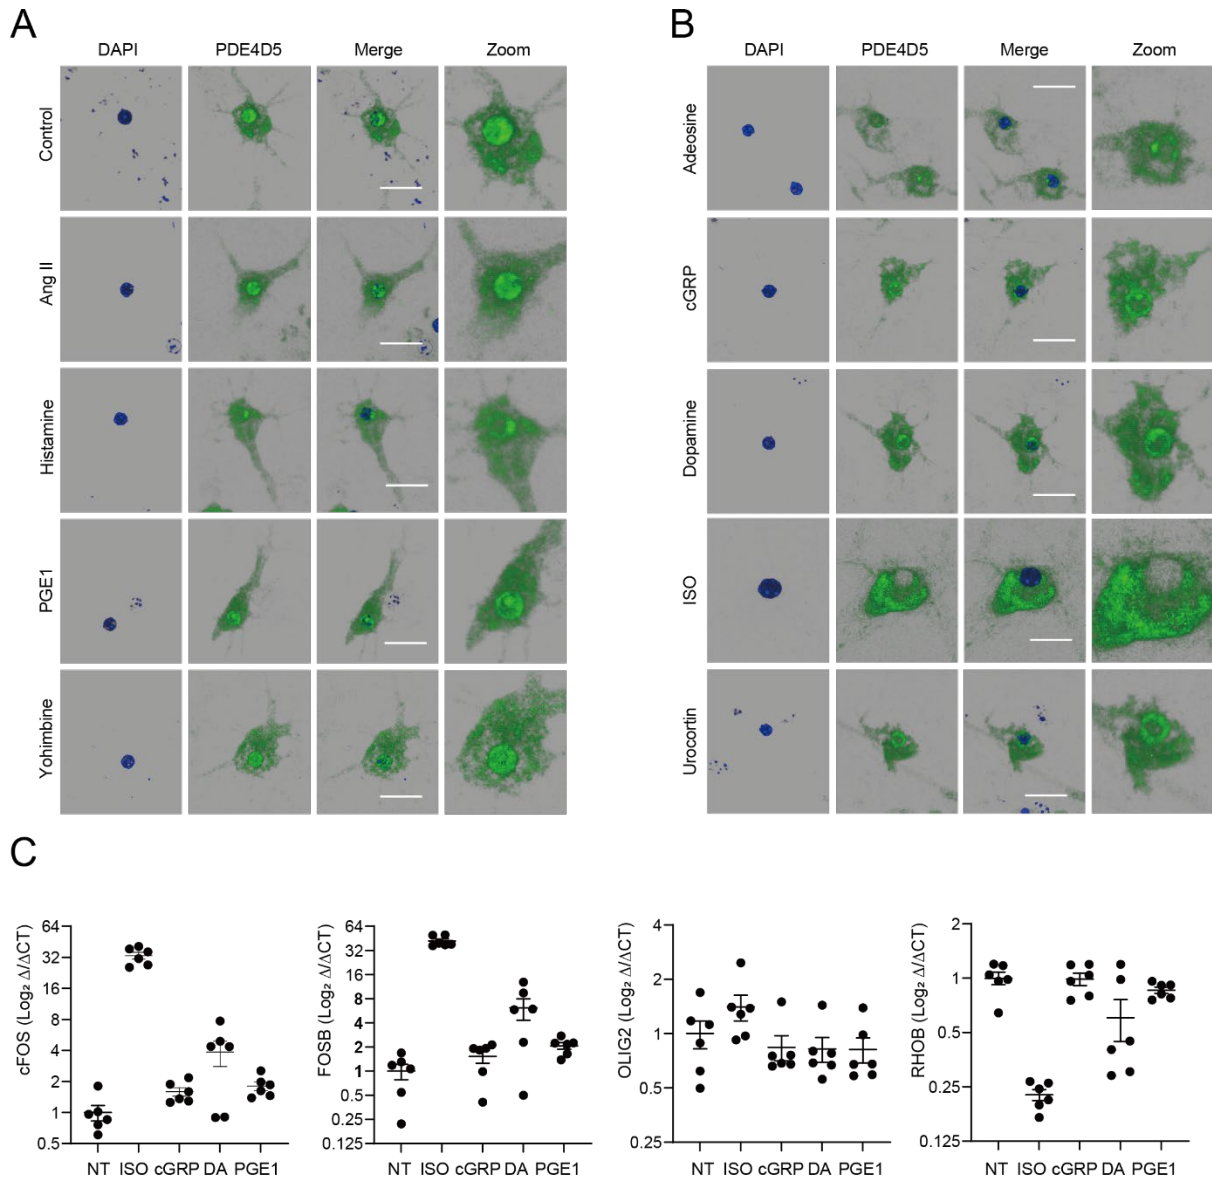 A
DAPI PDE4D5 Merge Zoom
Control
Ang II
Histamine
PGE1
Yohimbine
B
DAPI PDE4D5 Merge Zoom
Adeosine
cGRP
Dopamine
ISO
Urocortin
C
cFOS (Log₂ Δ/ΔCT)
64
32
16
8
4
2
1
0.5
NT ISO cGRP DA PGE1
FOSB (Log₂ Δ/ΔCT)
64
32
16
8
4
2
1
0.5
0.25
0.125
NT ISO cGRP DA PGE1
OLIG2 (Log₂ Δ/ΔCT)
4
2
1
0.5
0.25
NT ISO cGRP DA PGE1
RHOB (Log₂ Δ/ΔCT)
2
1
0.5
0.25
0.125
NT ISO cGRP DA PGE1